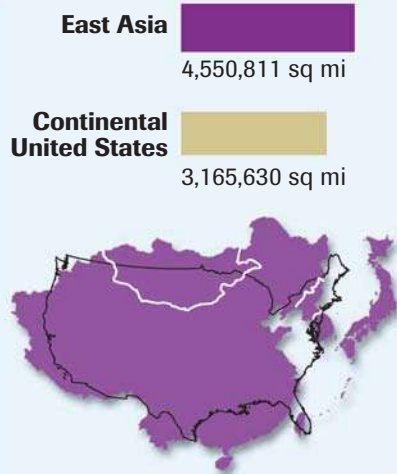 East Asia
4,550,811 sq mi
Continental
United States
3,165,630 sq mi